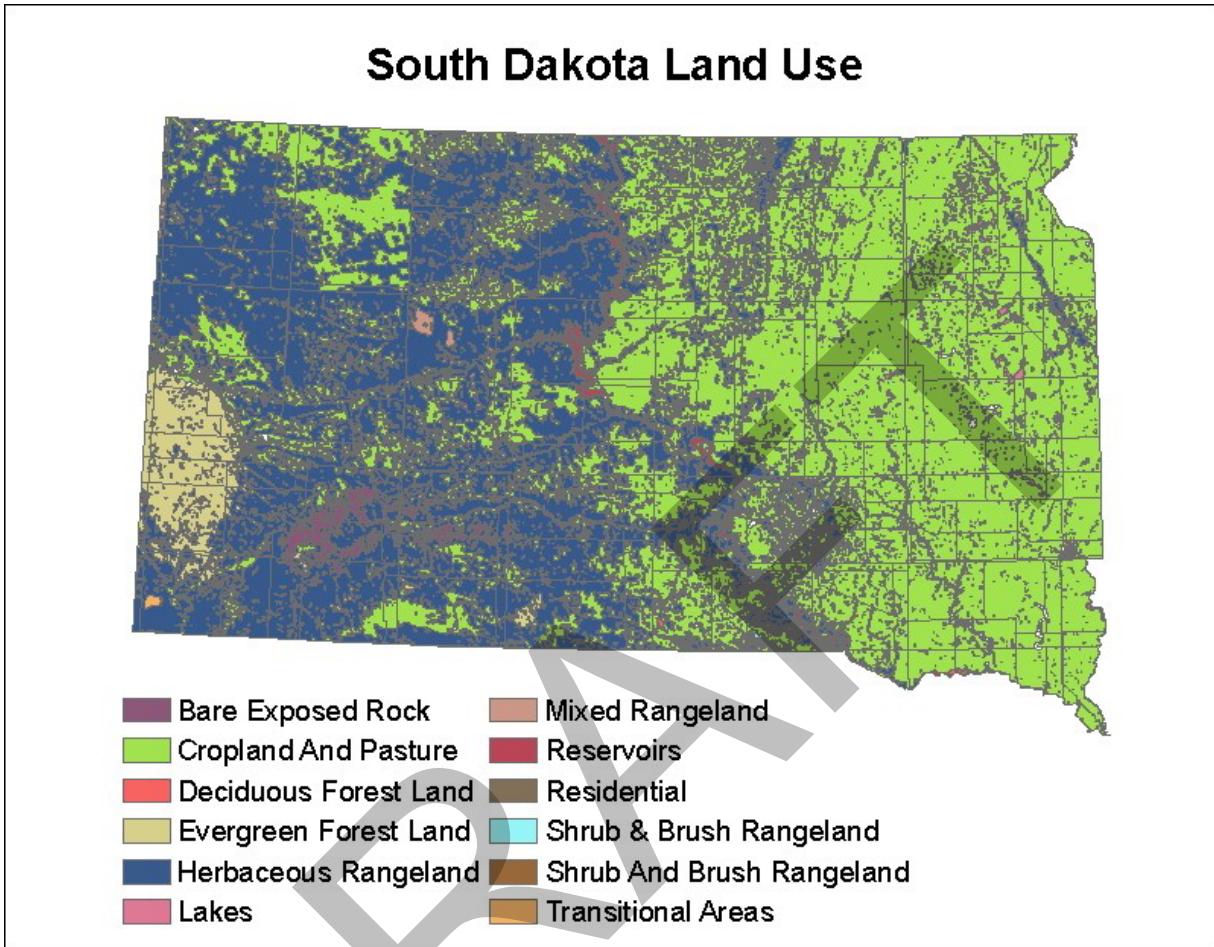 South Dakota Land Use
Bare Exposed Rock
Cropland And Pasture
Deciduous Forest Land
Evergreen Forest Land
Herbaceous Rangeland
Lakes
Mixed Rangeland
Reservoirs
Residential
Shrub & Brush Rangeland
Shrub And Brush Rangeland
Transitional Areas
RAFT